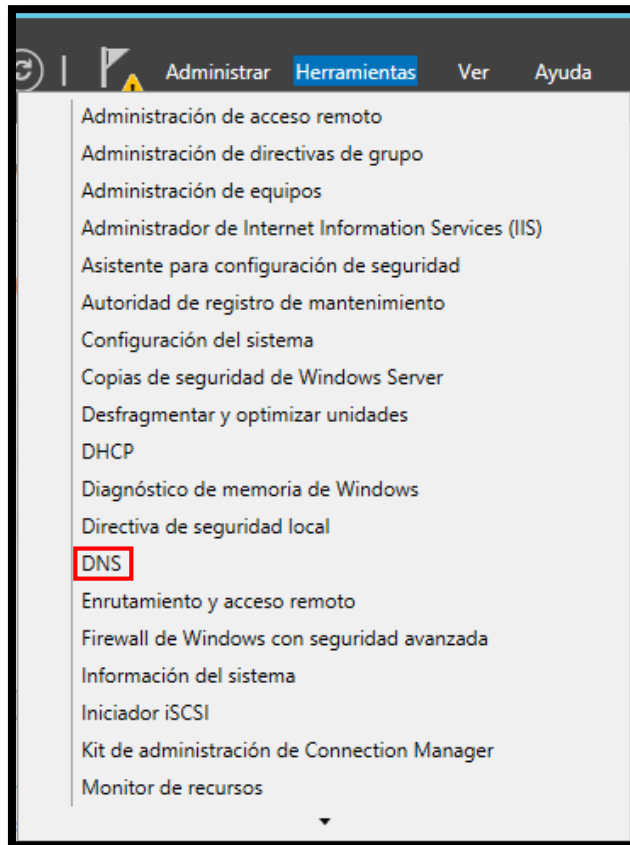 Administrar Herramientas Ver Ayuda
Administración de acceso remoto
Administración de directivas de grupo
Administración de equipos
Administrador de Internet Information Services (IIS)
Asistente para configuración de seguridad
Autoridad de registro de mantenimiento
Configuración del sistema
Copias de seguridad de Windows Server
Desfragmentar y optimizar unidades
DHCP
Diagnóstico de memoria de Windows
Directiva de seguridad local
DNS
Enrutamiento y acceso remoto
Firewall de Windows con seguridad avanzada
Información del sistema
Iniciador iSCSI
Kit de administración de Connection Manager
Monitor de recursos